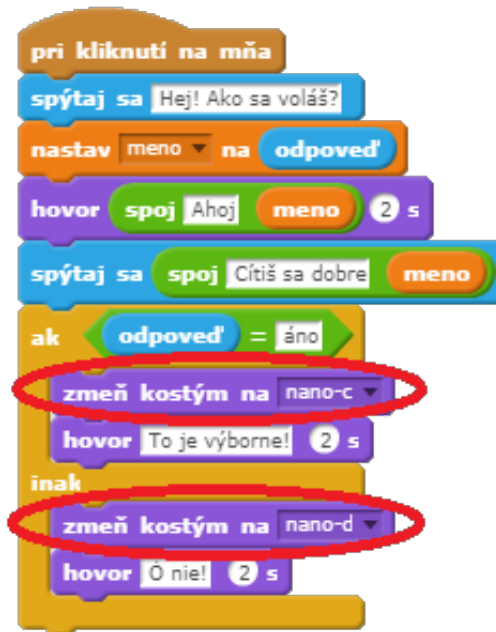 pri kliknutí na mňa
spýtaj sa Hej! Ako sa voláš?
nastav meno na odpoveď
hovor spoj Ahoj meno 2 s
spýtaj sa spoj Cítiš sa dobre meno
ak odpoveď = áno
zmeň kostým na nano-c
hovor To je výborne! 2 s
inak
zmeň kostým na nano-d
hovor Ó nie! 2 s